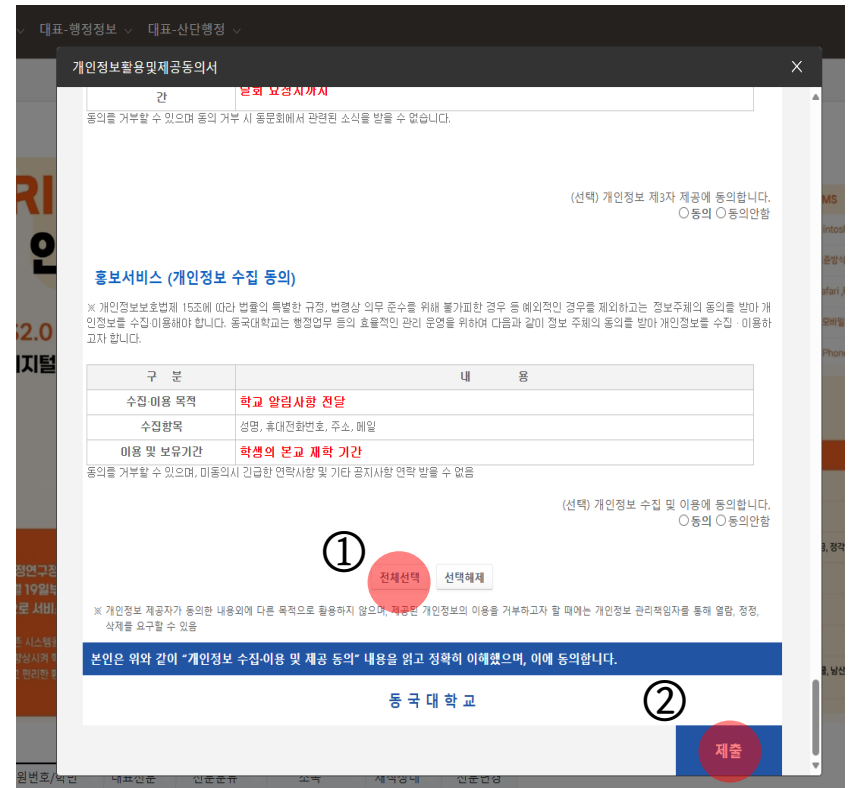 대표-행정정보 대표-산단행정
개인정보활용및제공동의서 X
간 탈회 요청시까지
동의를 거부할 수 있으며 동의 거부 시 동문회에서 관련된 소식을 받을 수 없습니다.
(선택) 개인정보 제3자 제공에 동의합니다.
○동의 ○동의안함
홍보서비스 (개인정보 수집 동의)
※ 개인정보보호법제 15조에 따라 법률의 특별한 규정, 법령상 의무 준수를 위해 불가피한 경우 등 예외적인 경우를 제외하고는 정보주체의 동의를 받아 개
인정보를 수집·이용해야 합니다. 동국대학교는 행정업무 등의 효율적인 관리 운영을 위하여 다음과 같이 정보 주체의 동의를 받아 개인정보를 수집 · 이용하
고자 합니다.
구 분 내 용
수집·이용 목적 학교 알림사항 전달
수집항목 성명, 휴대전화번호, 주소, 메일
이용 및 보유기간 학생의 본교 재학 기간
동의를 거부할 수 있으며, 미동의시 긴급한 연락사항 및 기타 공지사항 연락 받을 수 없음
(선택) 개인정보 수집 및 이용에 동의합니다.
○동의 ○동의안함
①
전체선택 선택해제
※ 개인정보 제공자가 동의한 내용외에 다른 목적으로 활용하지 않으며, 제공된 개인정보의 이용을 거부하고자 할 때에는 개인정보 관리책임자를 통해 열람, 정정,
삭제를 요구할 수 있음
본인은 위와 같이 “개인정보 수집·이용 및 제공 동의” 내용을 읽고 정확히 이해했으며, 이에 동의합니다.
동국대학교
②
제출